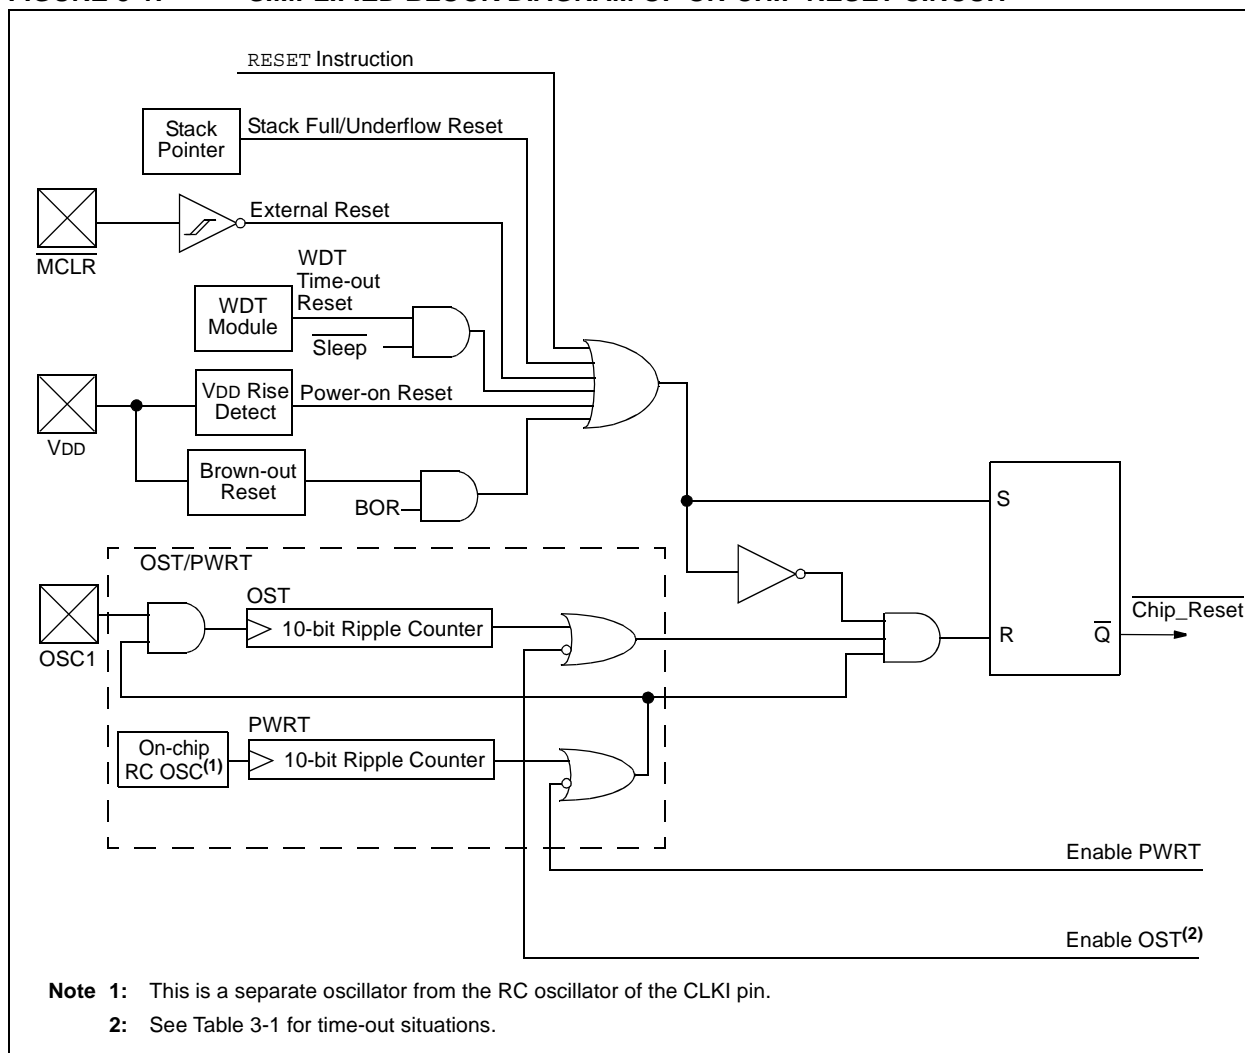 RESET Instruction
Stack
Pointer
Stack Full/Underflow Reset
External Reset
MCLR
WDT
Time-out
Reset
WDT
Module
Sleep
VDD Rise
Detect
Power-on Reset
VDD
Brown-out
Reset
BOR
S
OST/PWRT
OST
10-bit Ripple Counter
OSC1
R
Q
Chip_Reset
PWRT
On-chip
RC OSC(1)
10-bit Ripple Counter
Enable PWRT
Enable OST(2)
Note 1: This is a separate oscillator from the RC oscillator of the CLKI pin.
2: See Table 3-1 for time-out situations.